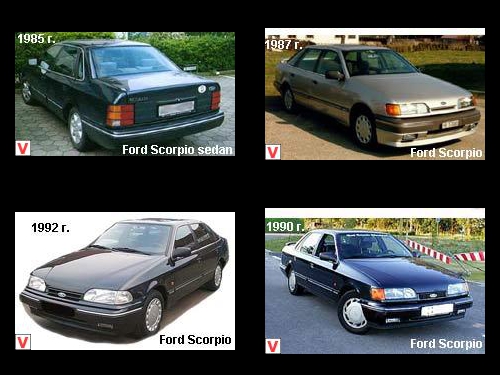 1985 г.
Ford Scorpio sedan
V
1987 г.
Ford Scorpio
V
1992 г.
Ford Scorpio
V
1990 г.
Ford Scorpio
V